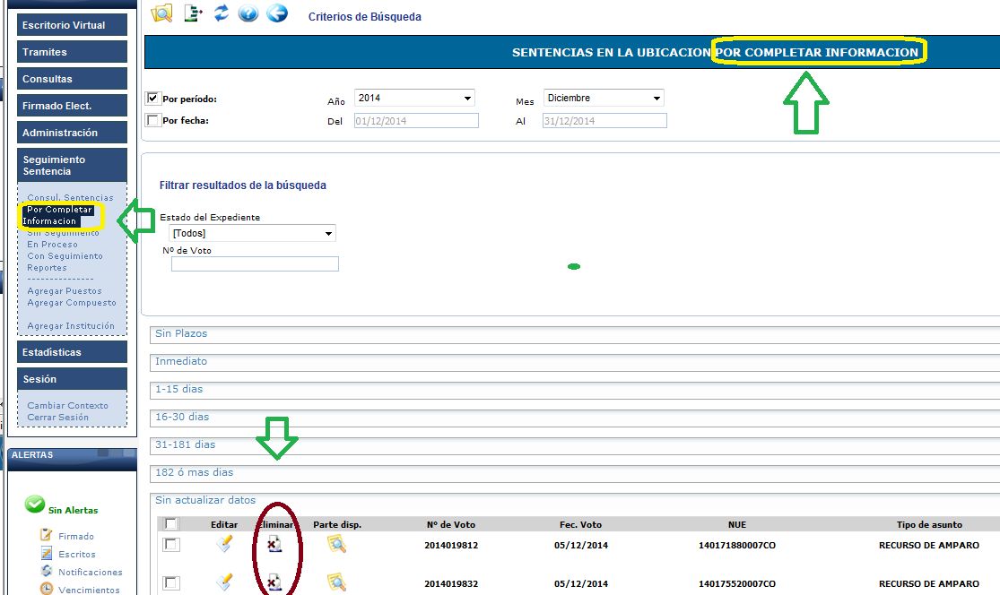 Criterios de Búsqueda
Escritorio Virtual
Tramites
Consultas
Firmado Elect.
Administración
Seguimiento
Sentencia
Consul. Sentencias
Por Completar
Informacion
Sin Seguimiento
En Proceso
Con Seguimiento
Reportes
----------------
Agregar Puestos
Agregar Compuesto
Agregar Institución
Estadísticas
Sesión
Cambiar Contexto
Cerrar Sesión
ALERTAS
Sin Alertas
Firmado
Escritos
Notificaciones
Vencimientos
SENTENCIAS EN LA UBICACION POR COMPLETAR INFORMACION
Por período: Año 2014 Mes Diciembre
Por fecha: Del 01/12/2014 Al 31/12/2014
Filtrar resultados de la búsqueda
Estado del Expediente
[Todos]
Nº de Voto
Sin Plazos
Inmediato
1-15 dias
16-30 dias
31-181 dias
182 ó mas dias
Sin actualizar datos
Editar Eliminar Parte disp. Nº de Voto Fec. Voto NUE Tipo de asunto
2014019812 05/12/2014 140171880007CO RECURSO DE AMPARO
2014019832 05/12/2014 140175520007CO RECURSO DE AMPARO